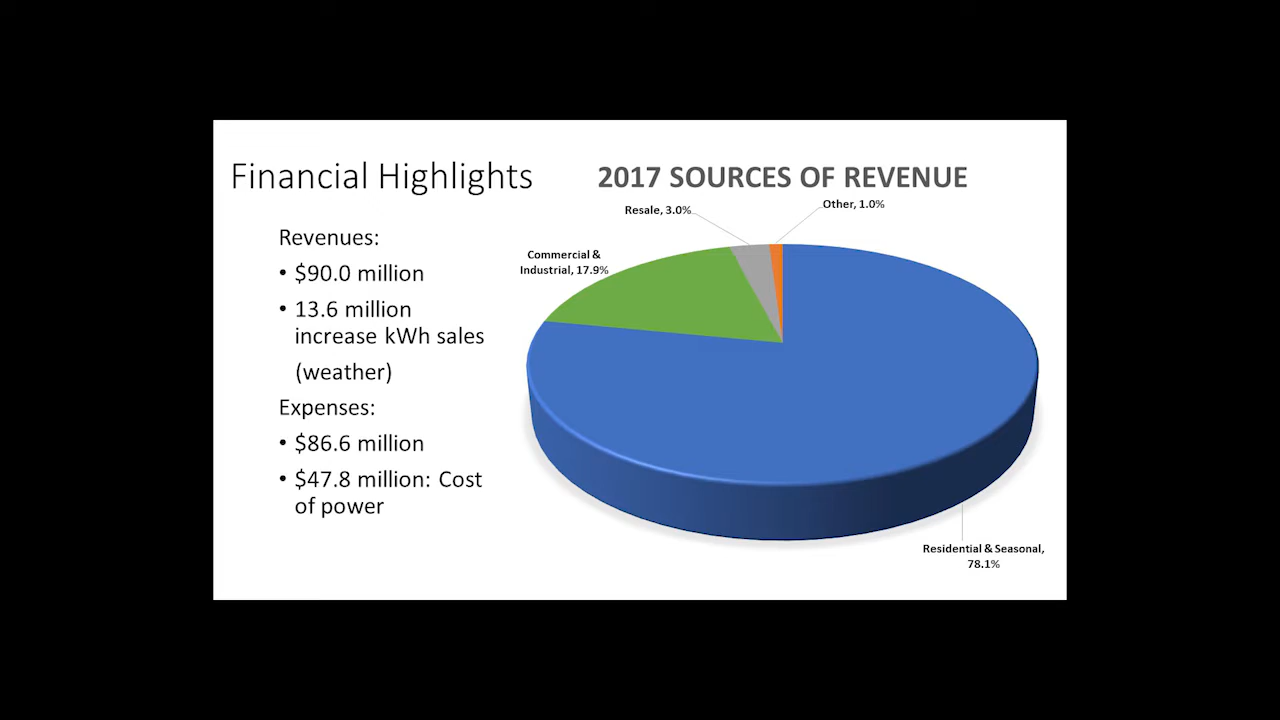 Financial Highlights
Revenues:
• $90.0 million
• 13.6 million
increase kWh sales
(weather)
Expenses:
• $86.6 million
• $47.8 million: Cost
of power
2017 SOURCES OF REVENUE
Resale, 3.0%
Other, 1.0%
Commercial &
Industrial, 17.9%
Residential & Seasonal,
78.1%